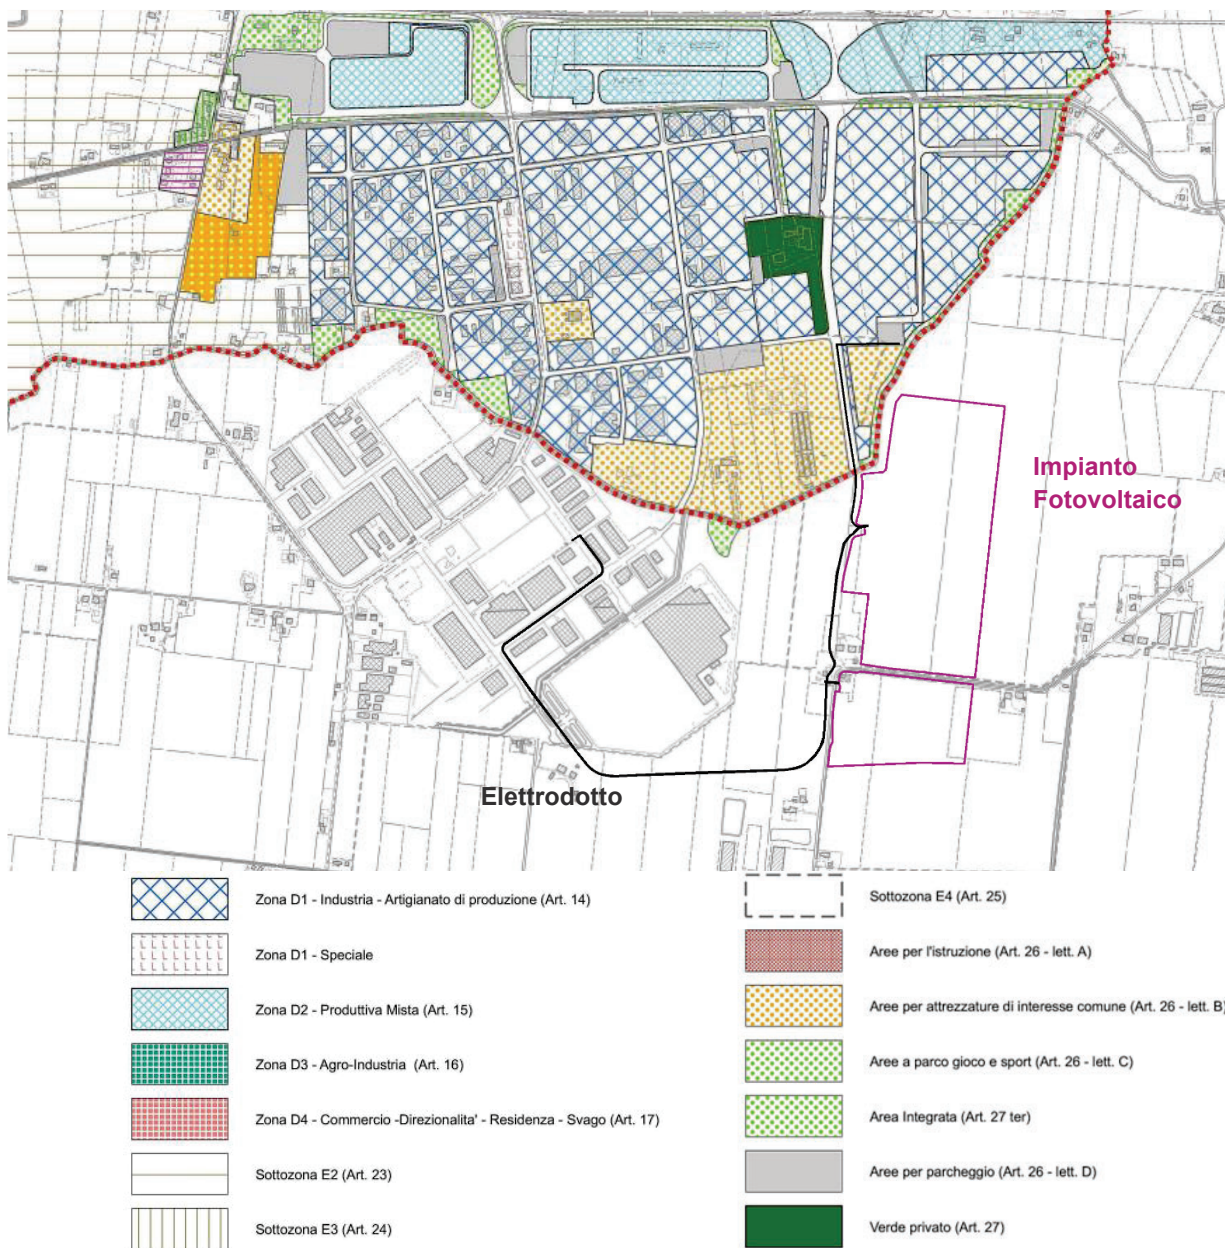 Impianto
Fotovoltaico
Elettrodotto
Zona D1 - Industria - Artigianato di produzione (Art. 14)
Zona D1 - Speciale
Zona D2 - Produttiva Mista (Art. 15)
Zona D3 - Agro-Industria (Art. 16)
Zona D4 - Commercio -Direzionalita' - Residenza - Svago (Art. 17)
Sottozona E2 (Art. 23)
Sottozona E3 (Art. 24)
Sottozona E4 (Art. 25)
Aree per l'istruzione (Art. 26 - lett. A)
Aree per attrezzature di interesse comune (Art. 26 - lett. B)
Aree a parco gioco e sport (Art. 26 - lett. C)
Area Integrata (Art. 27 ter)
Aree per parcheggio (Art. 26 - lett. D)
Verde privato (Art. 27)